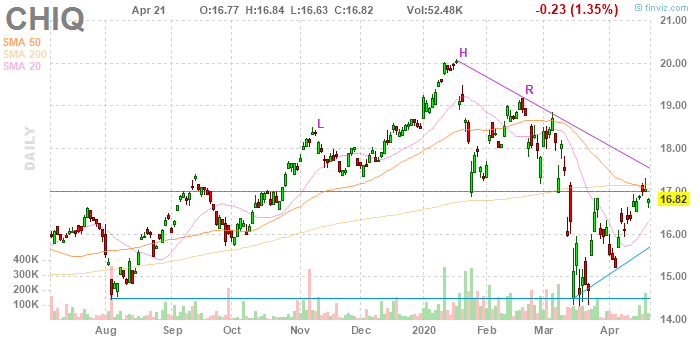 CHIQ
Apr 21
O:16.77 H:16.84 L:16.63 C:16.82 Vol:52.48K
-0.23 (1.35%)
© finviz.com
SMA 50
SMA 200
SMA 20
DAILY
L
H
R
21.00
20.00
19.00
18.00
17.00
16.82
16.00
15.00
14.00
400K
300K
200K
100K
Aug Sep Oct Nov Dec 2020 Feb Mar Apr